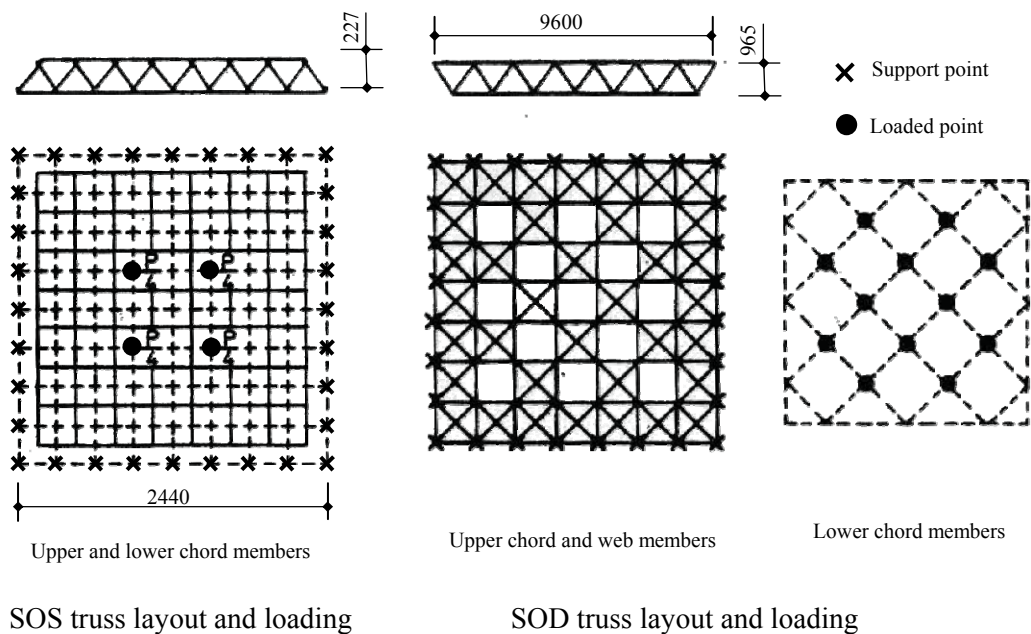 227
9600
965
Support point
Loaded point
P
4
P
4
P
4
P
4
2440
Upper and lower chord members
Upper chord and web members
Lower chord members
SOS truss layout and loading
SOD truss layout and loading